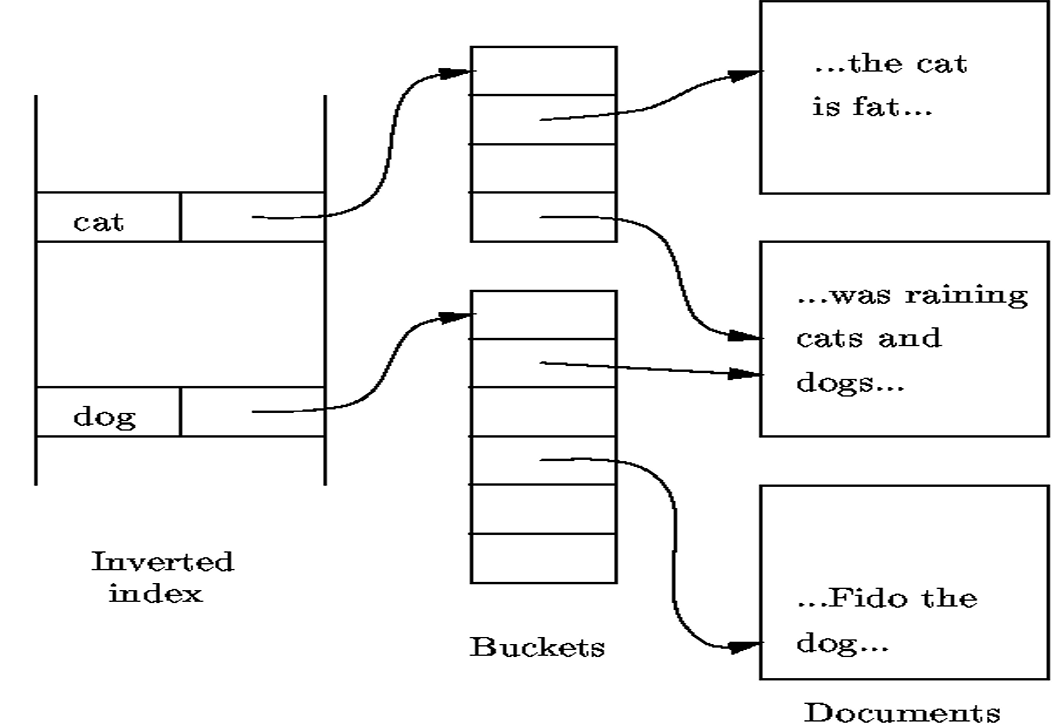 cat
dog
Inverted
index
Buckets
...the cat
is fat...
...was raining
cats and
dogs...
...Fido the
dog...
Documents